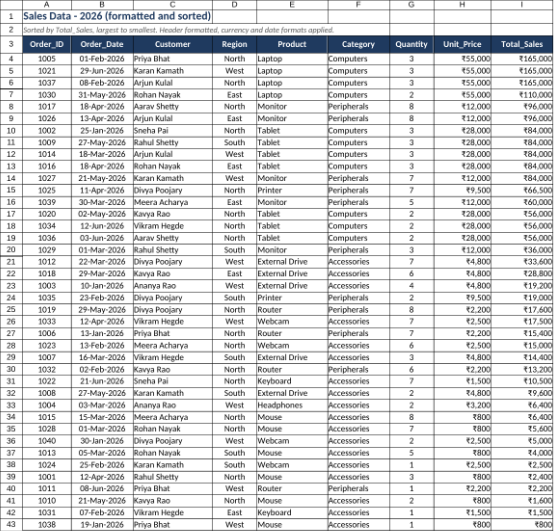 A B C D E F G H I
1 Sales Data - 2026 (formatted and sorted)
2 Sorted by Total_Sales, largest to smallest. Header formatted, currency and date formats applied.
3 Order_ID Order_Date Customer Region Product Category Quantity Unit_Price Total_Sales
4 1005 01-Feb-2026 Priya Bhat North Laptop Computers 3 ₹55,000 ₹165,000
5 1021 29-Jun-2026 Karan Kamath West Laptop Computers 3 ₹55,000 ₹165,000
6 1037 08-Feb-2026 Arjun Kulal North Laptop Computers 3 ₹55,000 ₹165,000
7 1030 31-May-2026 Rohan Nayak East Laptop Computers 2 ₹55,000 ₹110,000
8 1017 18-Apr-2026 Aarav Shetty North Monitor Peripherals 8 ₹12,000 ₹96,000
9 1026 13-Apr-2026 Arjun Kulal East Monitor Peripherals 8 ₹12,000 ₹96,000
10 1002 25-Jan-2026 Sneha Pai North Tablet Computers 3 ₹28,000 ₹84,000
11 1009 27-May-2026 Rahul Shetty South Tablet Computers 3 ₹28,000 ₹84,000
12 1014 18-Mar-2026 Arjun Kulal West Tablet Computers 3 ₹28,000 ₹84,000
13 1016 18-Apr-2026 Rohan Nayak East Tablet Computers 3 ₹28,000 ₹84,000
14 1027 21-May-2026 Karan Kamath West Monitor Peripherals 7 ₹12,000 ₹84,000
15 1025 11-Apr-2026 Divya Poojary North Printer Peripherals 7 ₹9,500 ₹66,500
16 1039 30-Mar-2026 Meera Acharya East Monitor Peripherals 5 ₹12,000 ₹60,000
17 1020 02-May-2026 Kavya Rao North Tablet Computers 2 ₹28,000 ₹56,000
18 1034 12-Jun-2026 Vikram Hegde North Tablet Computers 2 ₹28,000 ₹56,000
19 1036 03-Jun-2026 Aarav Shetty North Tablet Computers 2 ₹28,000 ₹56,000
20 1029 01-Mar-2026 Rahul Shetty South Monitor Peripherals 3 ₹12,000 ₹36,000
21 1012 22-Mar-2026 Divya Poojary West External Drive Accessories 7 ₹4,800 ₹33,600
22 1018 29-Mar-2026 Kavya Rao East External Drive Accessories 6 ₹4,800 ₹28,800
23 1003 10-Jan-2026 Ananya Rao West External Drive Accessories 4 ₹4,800 ₹19,200
24 1035 23-Feb-2026 Divya Poojary South Printer Peripherals 2 ₹9,500 ₹19,000
25 1019 29-May-2026 Divya Poojary South Router Peripherals 8 ₹2,200 ₹17,600
26 1033 12-Apr-2026 Vikram Hegde West Webcam Accessories 7 ₹2,500 ₹17,500
27 1006 13-Jan-2026 Priya Bhat North Router Peripherals 7 ₹2,200 ₹15,400
28 1023 13-Feb-2026 Meera Acharya North Webcam Accessories 6 ₹2,500 ₹15,000
29 1007 16-Mar-2026 Vikram Hegde South External Drive Accessories 3 ₹4,800 ₹14,400
30 1032 02-Feb-2026 Kavya Rao North Router Peripherals 6 ₹2,200 ₹13,200
31 1022 21-Jun-2026 Sneha Pai North Keyboard Accessories 7 ₹1,500 ₹10,500
32 1008 27-May-2026 Karan Kamath South External Drive Accessories 2 ₹4,800 ₹9,600
33 1004 03-Mar-2026 Ananya Rao West Headphones Accessories 2 ₹3,200 ₹6,400
34 1015 15-Mar-2026 Meera Acharya North Mouse Accessories 8 ₹800 ₹6,400
35 1028 01-Mar-2026 Rohan Nayak North Mouse Accessories 7 ₹800 ₹5,600
36 1040 30-Jan-2026 Divya Poojary West Webcam Accessories 2 ₹2,500 ₹5,000
37 1013 05-Mar-2026 Rohan Nayak South Mouse Accessories 5 ₹800 ₹4,000
38 1024 25-Feb-2026 Karan Kamath South Webcam Accessories 1 ₹2,500 ₹2,500
39 1001 12-Apr-2026 Rahul Shetty North Mouse Accessories 3 ₹800 ₹2,400
40 1011 08-Jun-2026 Priya Bhat West Router Peripherals 1 ₹2,200 ₹2,200
41 1010 21-May-2026 Kavya Rao North Mouse Accessories 2 ₹800 ₹1,600
42 1031 07-Feb-2026 Vikram Hegde East Keyboard Accessories 1 ₹1,500 ₹1,500
43 1038 19-Jan-2026 Priya Bhat West Mouse Accessories 1 ₹800 ₹800